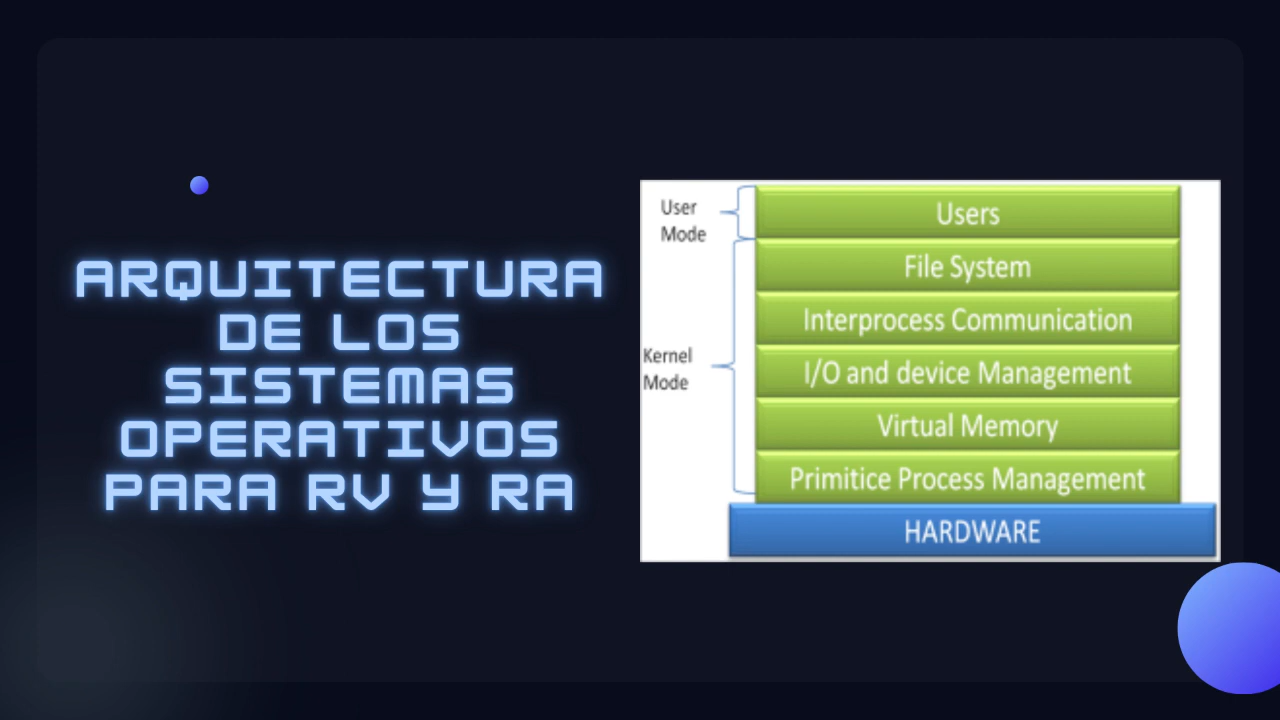 ARQUITECTURA
DE LOS
SISTEMAS
OPERATIVOS
PARA RV Y RA
User
Mode
Users
File System
Interprocess Communication
Kernel
Mode
I/O and device Management
Virtual Memory
Primitice Process Management
HARDWARE